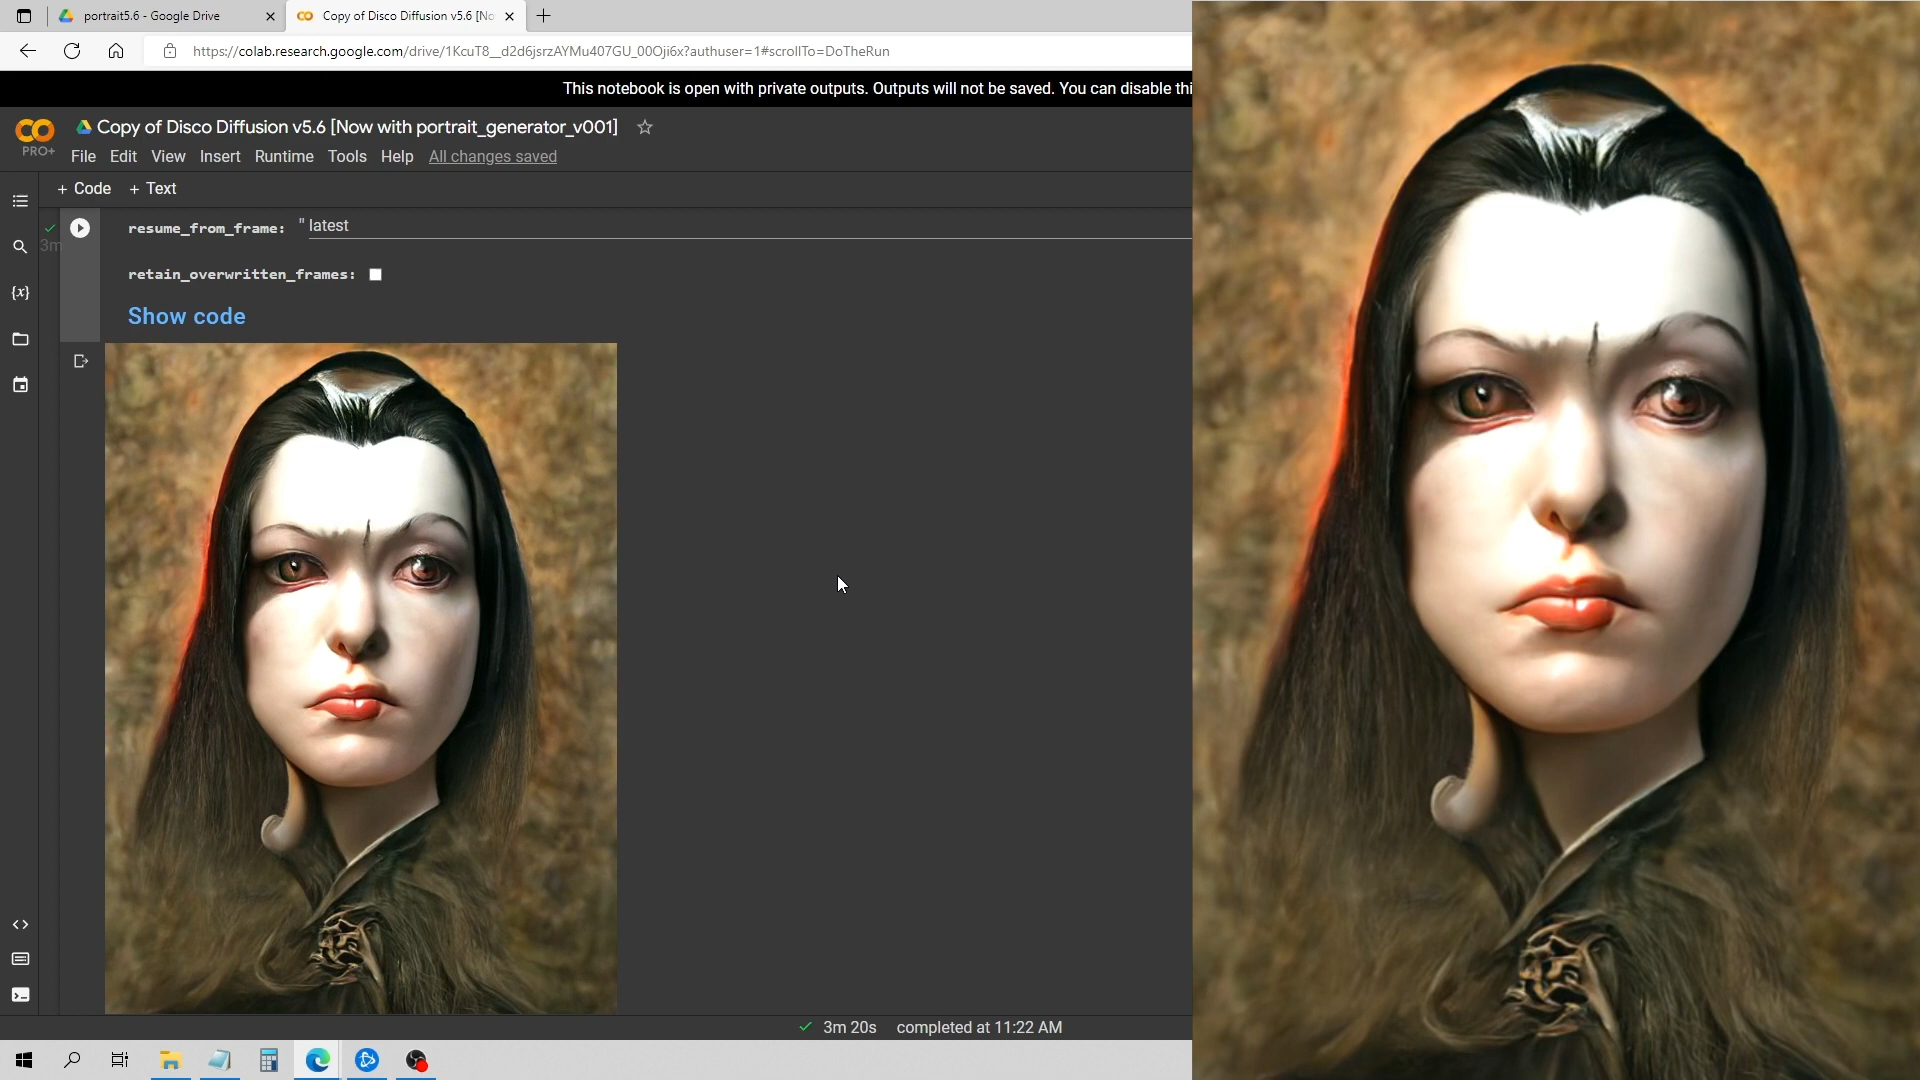 portrait5.6 - Google Drive
Copy of Disco Diffusion v5.6 [No
https://colab.research.google.com/drive/1KcuT8__d2d6jsrzAYMu407GU_00Oji6x?authuser=1#scrollTo=DoTheRun
This notebook is open with private outputs. Outputs will not be saved. You can disable thi
Copy of Disco Diffusion v5.6 [Now with portrait_generator_v001]
PRO+
File Edit View Insert Runtime Tools Help All changes saved
+ Code + Text
resume_from_frame: " latest
3m
retain_overwritten_frames:
{x}
Show code
3m 20s completed at 11:22 AM